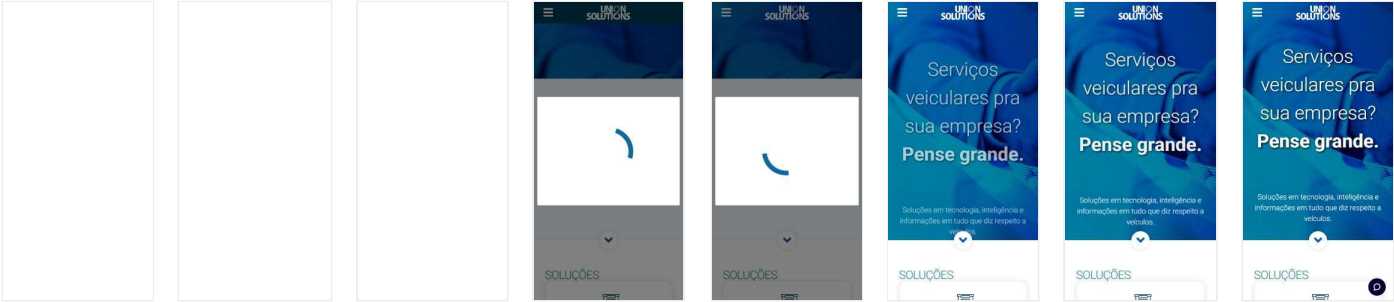 UNION
SOLUTIONS
SOLUÇÕES
UNION
SOLUTIONS
SOLUÇÕES
UNION
SOLUTIONS
Serviços
veiculares pra
sua empresa?
Pense grande.
Soluções em tecnologia, inteligência e
informações em tudo que diz respeito a
veículos.
SOLUÇÕES
UNION
SOLUTIONS
Serviços
veiculares pra
sua empresa?
Pense grande.
Soluções em tecnologia, inteligência e
informações em tudo que diz respeito a
veículos.
SOLUÇÕES
UNION
SOLUTIONS
Serviços
veiculares pra
sua empresa?
Pense grande.
Soluções em tecnologia, inteligência e
informações em tudo que diz respeito a
veículos.
SOLUÇÕES